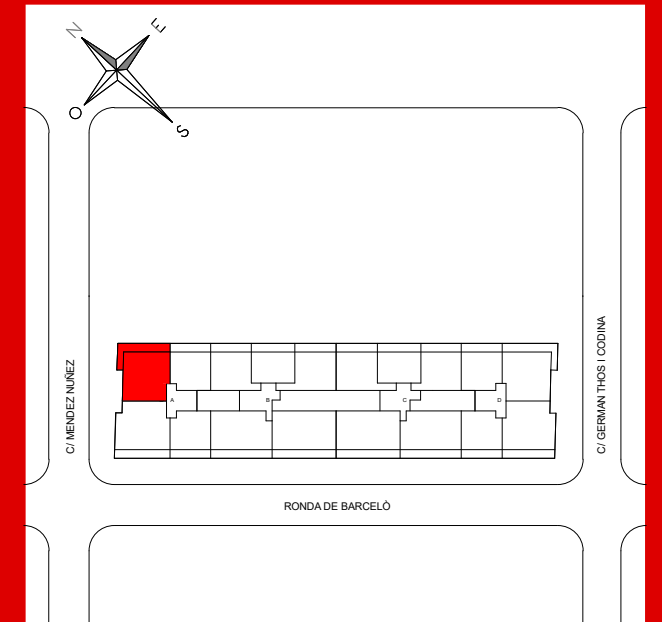 N
E
O
S
C/ MENDEZ NUÑEZ
C/ GERMAN THOS I CODINA
A
B
C
D
RONDA DE BARCELÒ